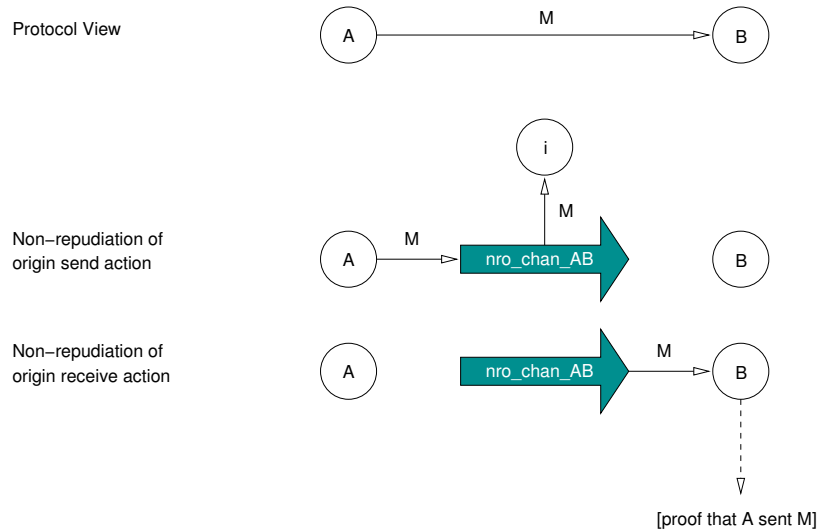 Protocol View
A
M
B
i
M
Non−repudiation of
origin send action
A
M
nro_chan_AB
B
Non−repudiation of
origin receive action
A
nro_chan_AB
M
B
[proof that A sent M]